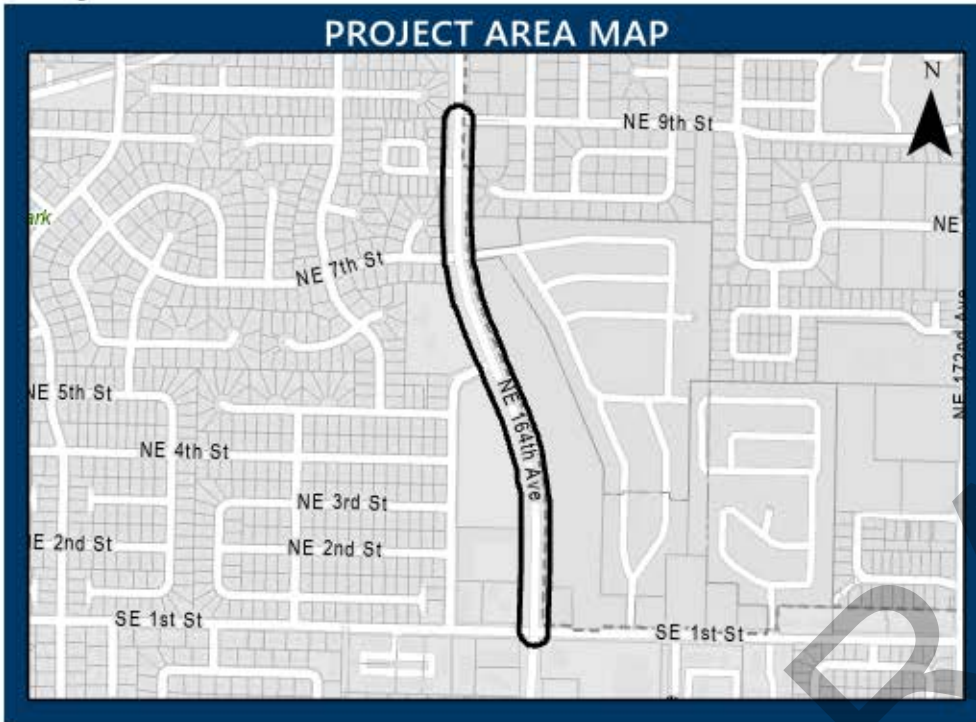 PROJECT AREA MAP
N
NE 9th St
ark
NE
NE 7th St
NE 172nd Ave
NE 5th St
NE 164th Ave
NE 4th St
NE 3rd St
E 2nd St
NE 2nd St
SE 1st St
SE 1st St